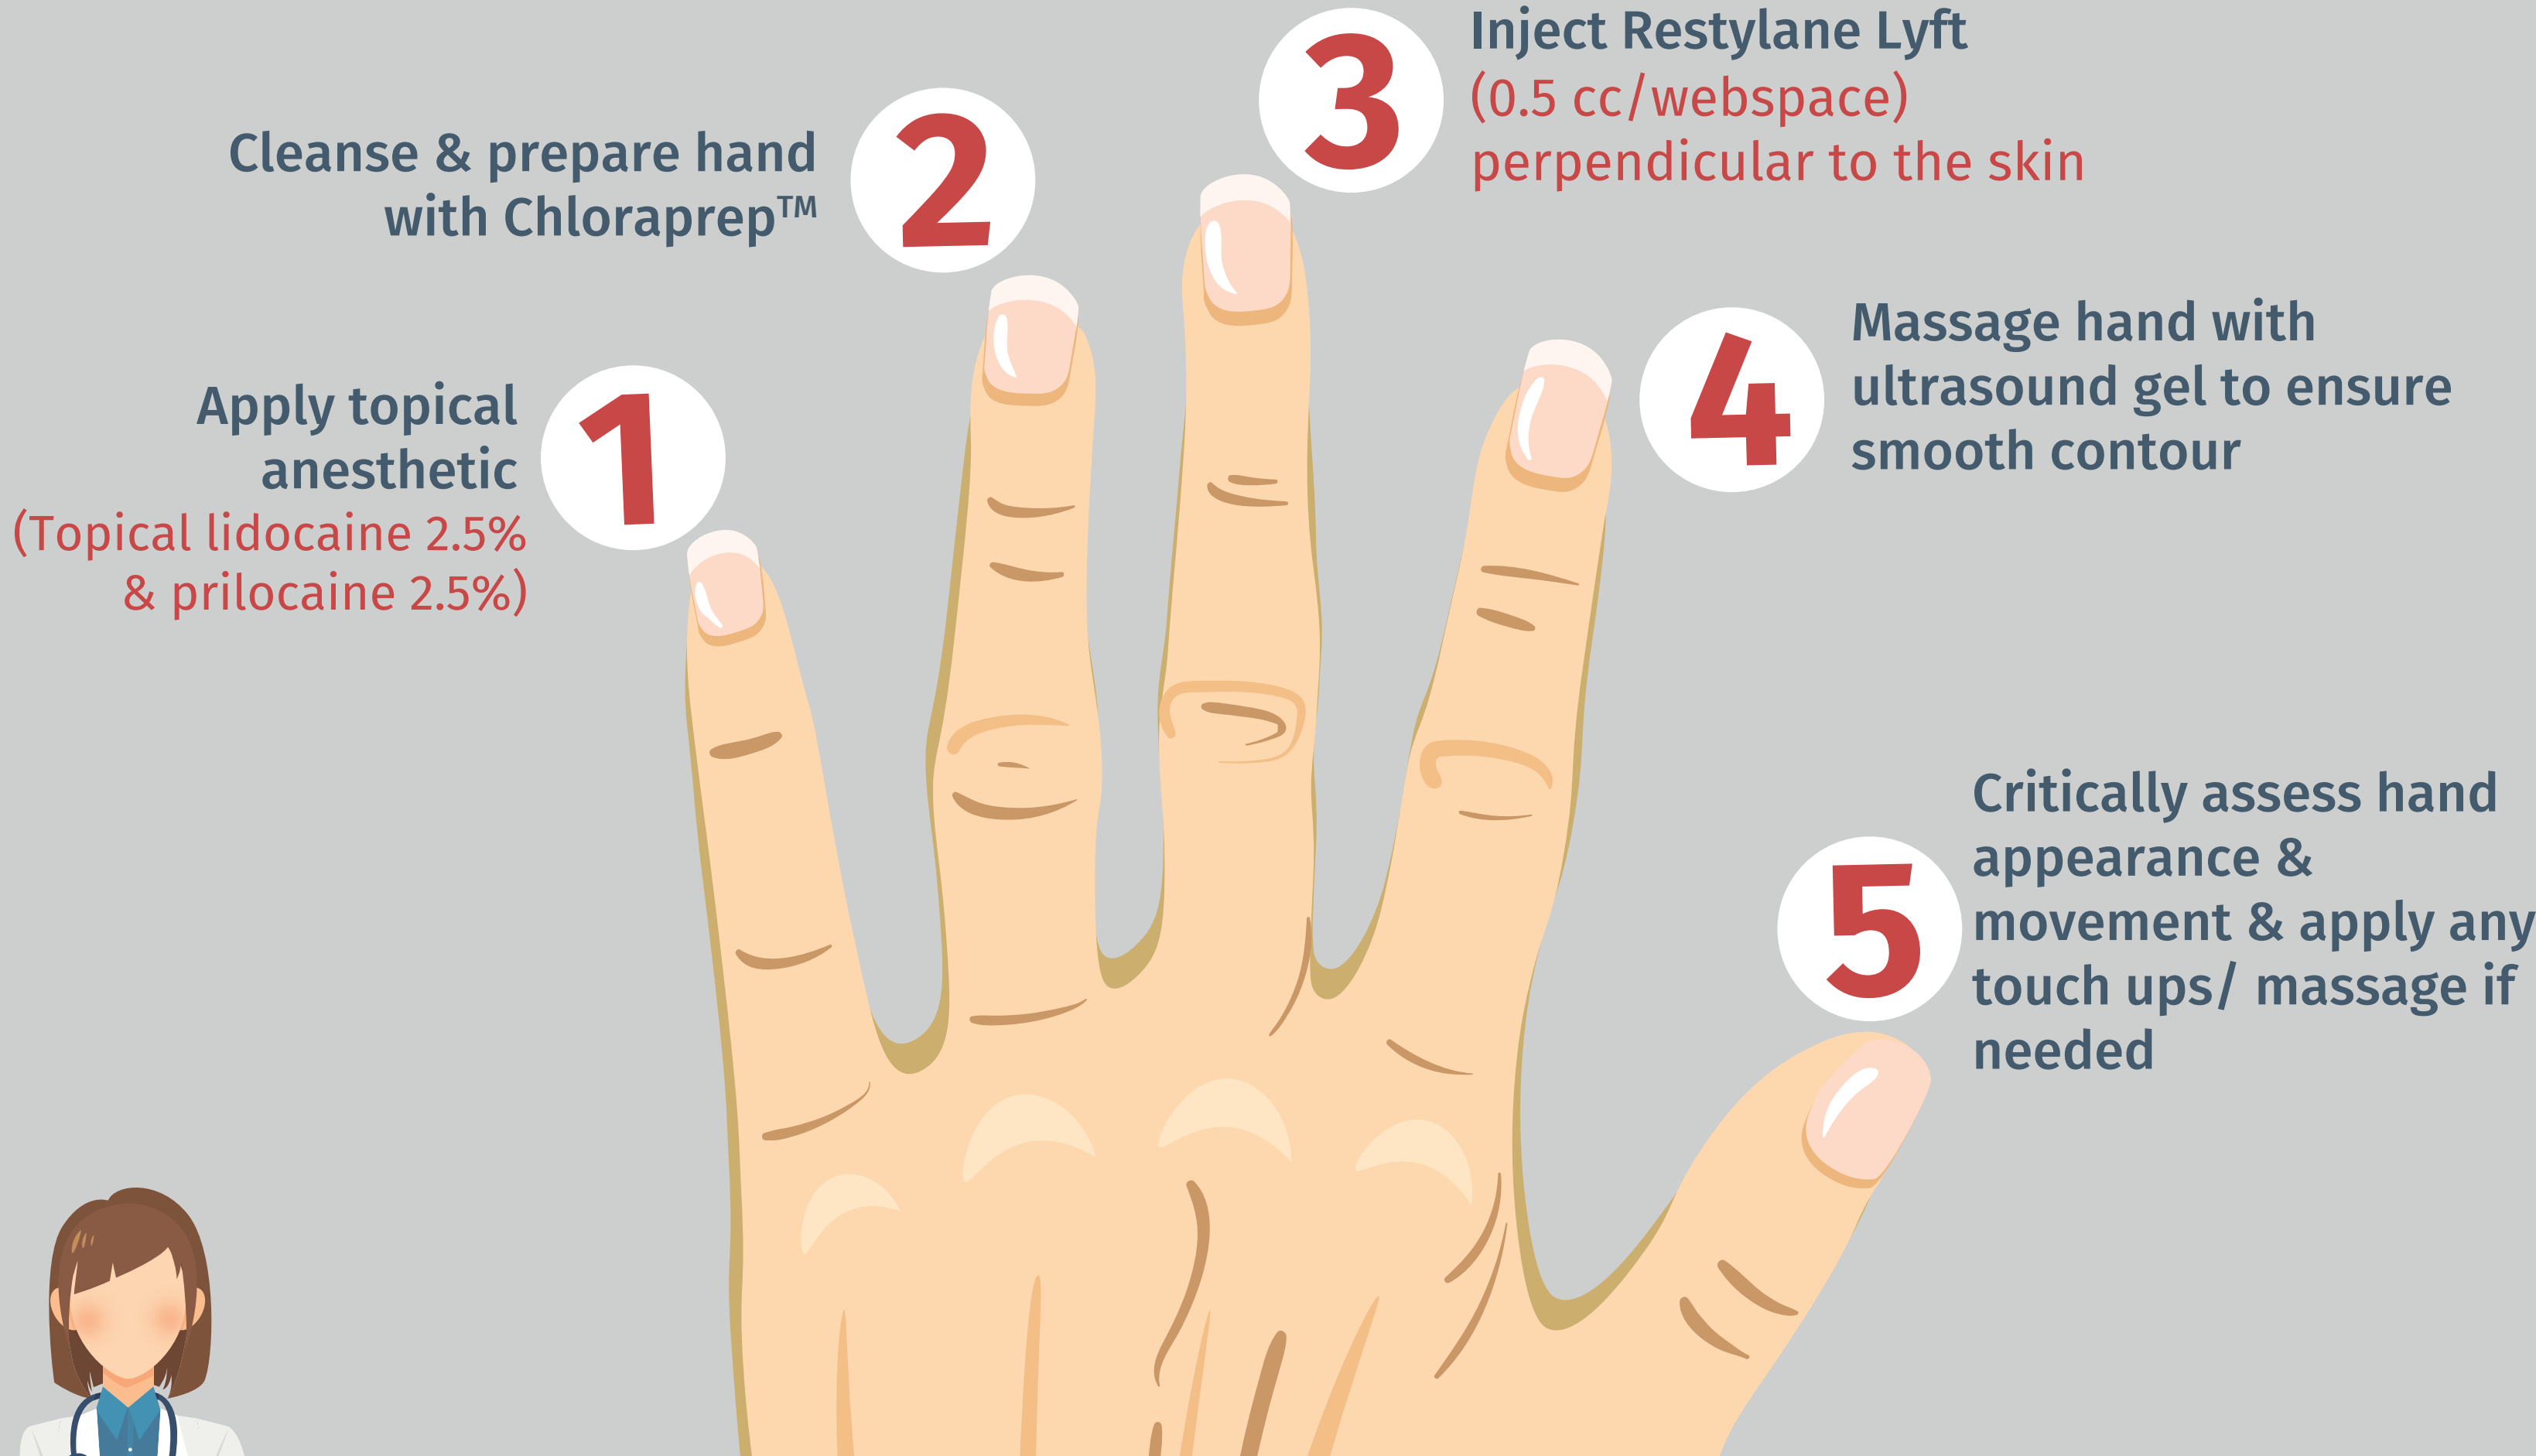 1
Apply topical
anesthetic
(Topical lidocaine 2.5%
& prilocaine 2.5%)
2
Cleanse & prepare hand
with Chloraprep™
3
Inject Restylane Lyft
(0.5 cc/webspace)
perpendicular to the skin
4
Massage hand with
ultrasound gel to ensure
smooth contour
5
Critically assess hand
appearance &
movement & apply any
touch ups/ massage if
needed